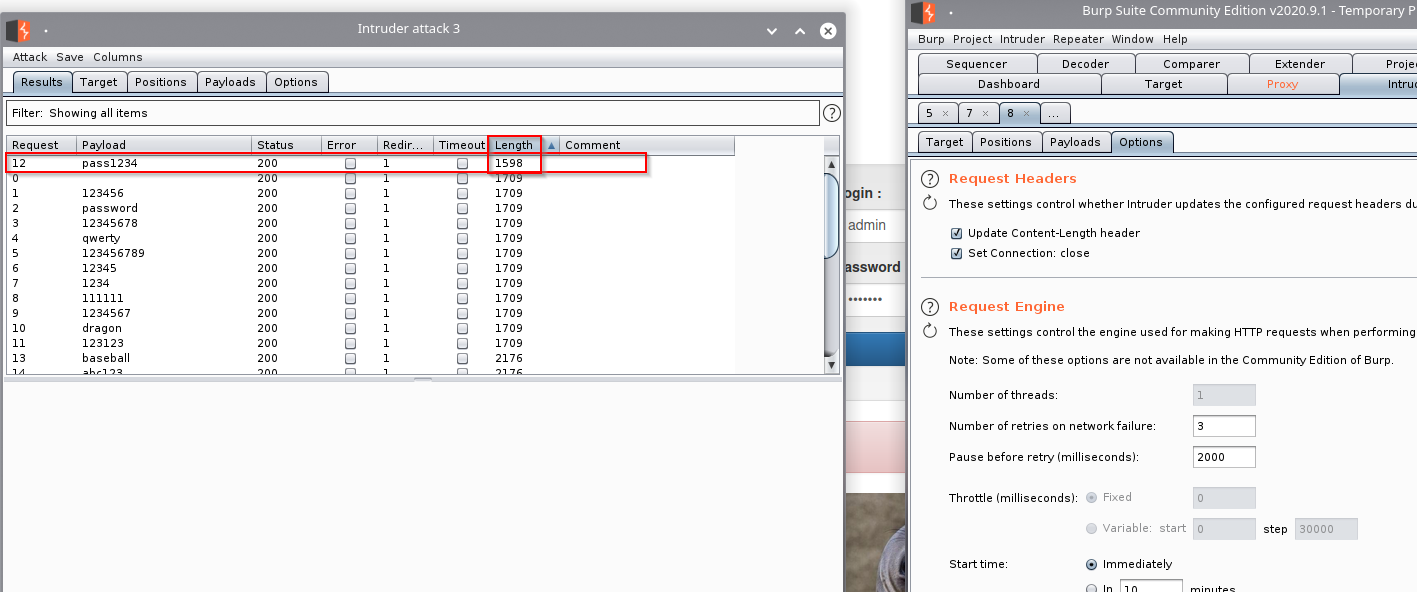 Intruder attack 3
Attack Save Columns
Results Target Positions Payloads Options
Filter: Showing all items
Request Payload Status Error Redir... Timeout Length Comment
12 pass1234 200 1 1598
0 200 1 1709
1 123456 200 1 1709
2 password 200 1 1709
3 12345678 200 1 1709
4 qwerty 200 1 1709
5 123456789 200 1 1709
6 12345 200 1 1709
7 1234 200 1 1709
8 111111 200 1 1709
9 1234567 200 1 1709
10 dragon 200 1 1709
11 123123 200 1 1709
13 baseball 200 1 2176
14 abc123 200 1 2176
ogin :
admin
assword
Burp Suite Community Edition v2020.9.1 - Temporary P
Burp Project Intruder Repeater Window Help
Sequencer Decoder Comparer Extender Projec
Dashboard Target Proxy Intruc
5 × 7 × 8 × ...
Target Positions Payloads Options
Request Headers
These settings control whether Intruder updates the configured request headers du
Update Content-Length header
Set Connection: close
Request Engine
These settings control the engine used for making HTTP requests when performing
Note: Some of these options are not available in the Community Edition of Burp.
Number of threads: 1
Number of retries on network failure: 3
Pause before retry (milliseconds): 2000
Throttle (milliseconds): Fixed 0
Variable: start 0 step 30000
Start time: Immediately
In 10 minutes